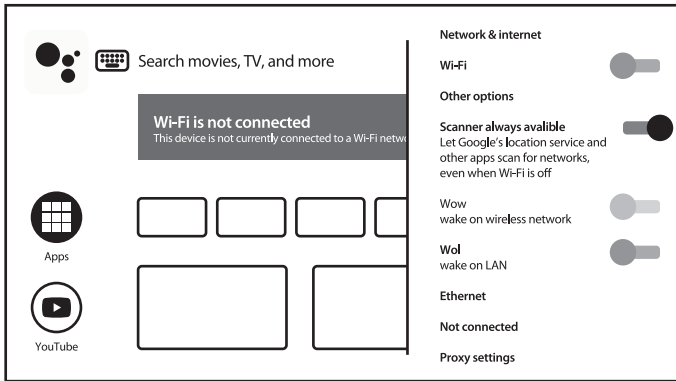 Search movies, TV, and more
Wi-Fi is not connected
This device is not currently connected to a Wi-Fi netwo
Apps
YouTube
Network & internet
Wi-Fi
Other options
Scanner always avalible
Let Google's location service and
other apps scan for networks,
even when Wi-Fi is off
Wow
wake on wireless network
Wol
wake on LAN
Ethernet
Not connected
Proxy settings